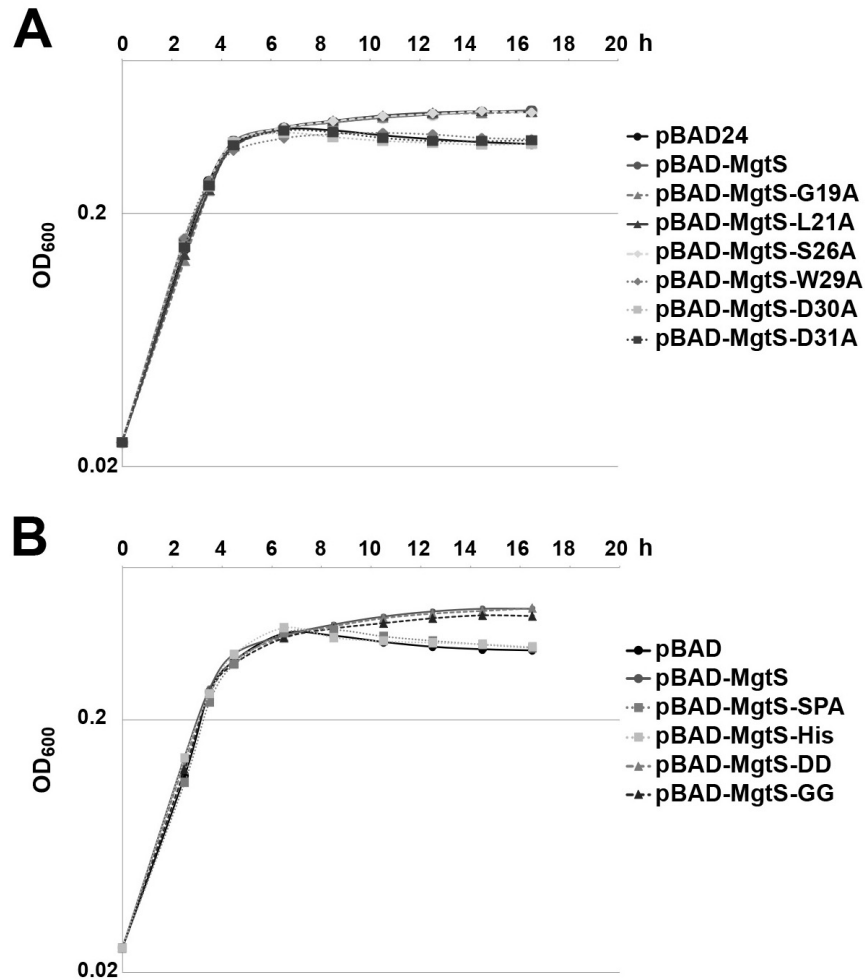 A
0 2 4 6 8 10 12 14 16 18 20 h
0.2
0.02
OD600
pBAD24
pBAD-MgtS
pBAD-MgtS-G19A
pBAD-MgtS-L21A
pBAD-MgtS-S26A
pBAD-MgtS-W29A
pBAD-MgtS-D30A
pBAD-MgtS-D31A
B
0 2 4 6 8 10 12 14 16 18 20 h
0.2
0.02
OD600
pBAD
pBAD-MgtS
pBAD-MgtS-SPA
pBAD-MgtS-His
pBAD-MgtS-DD
pBAD-MgtS-GG